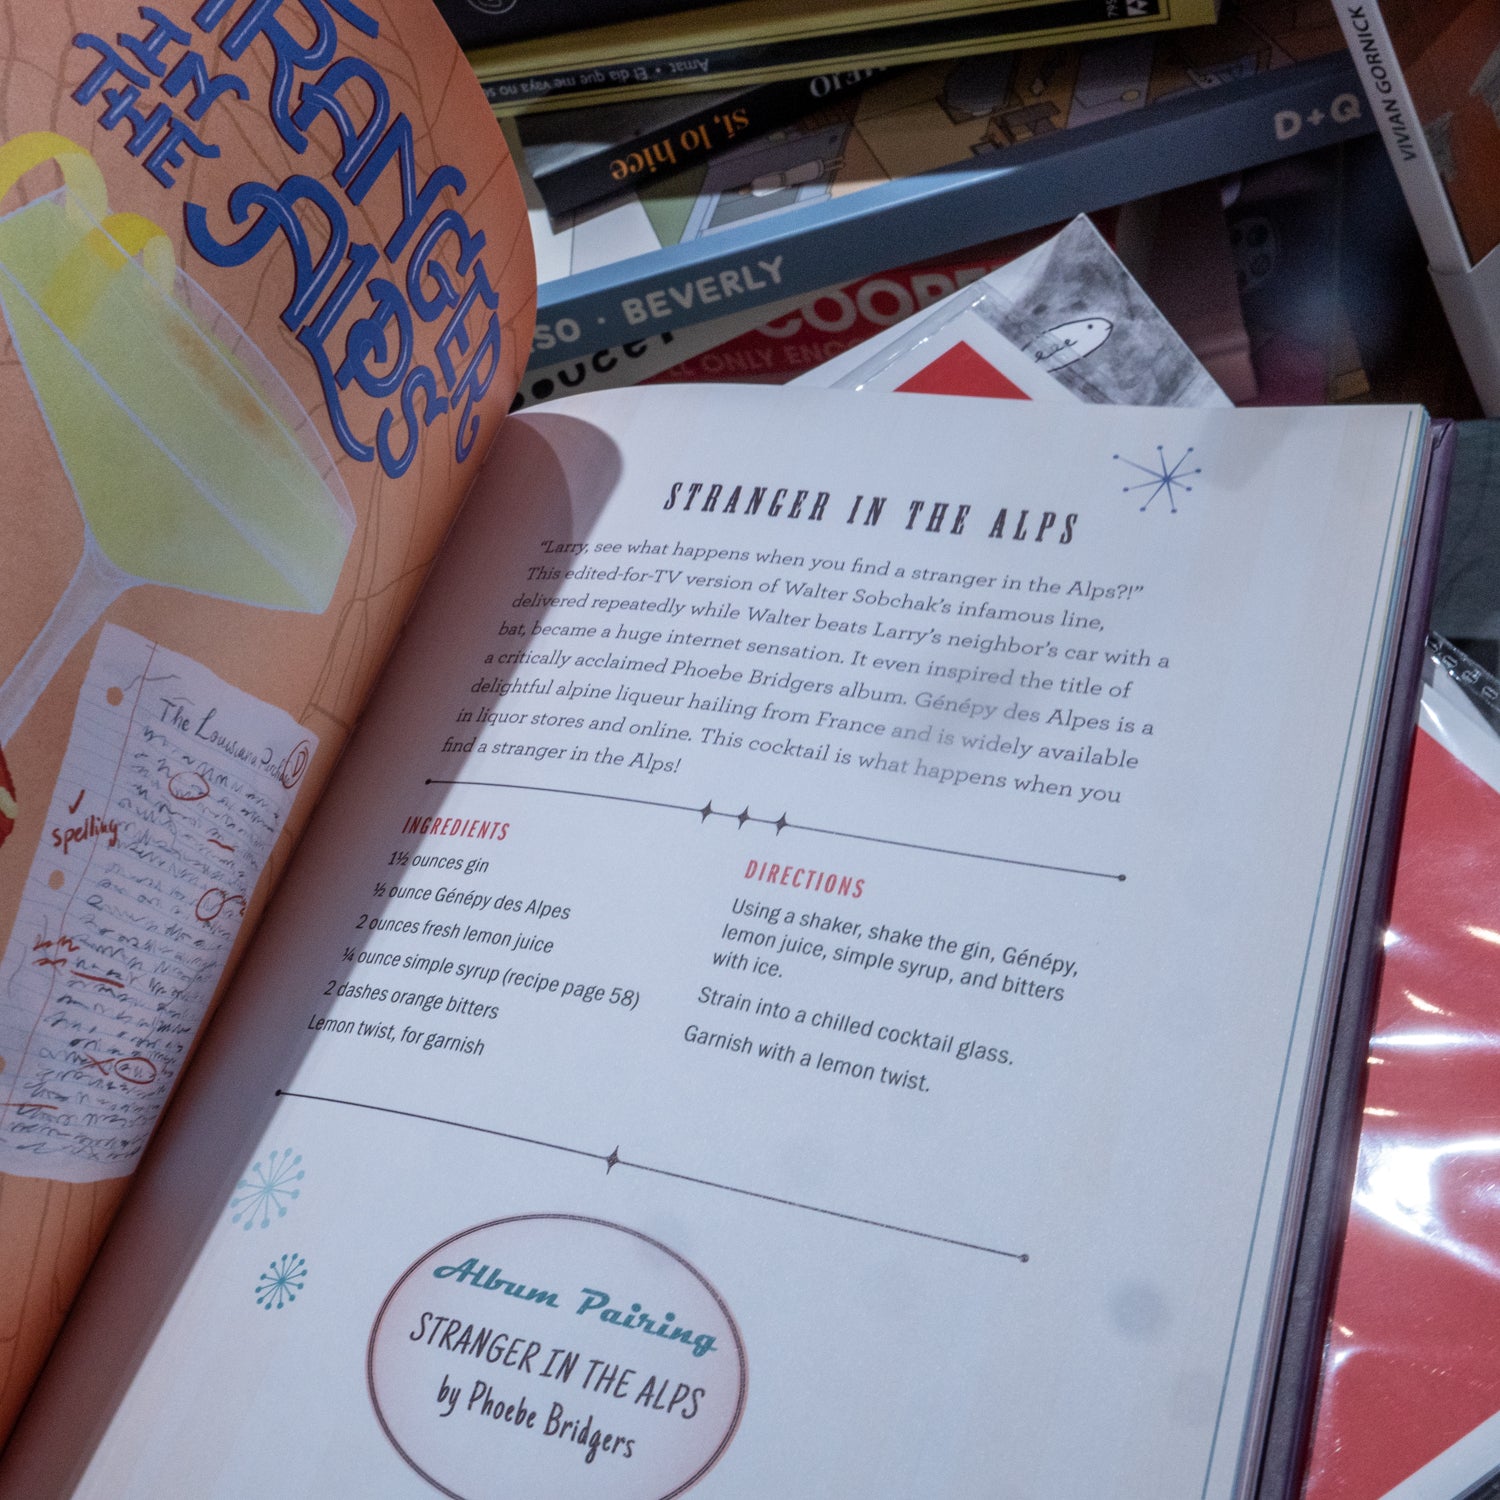 STRANGER
IN
THE
ALPS
The Louisiana
D
spelling
Amat • El día que me vaya no
sí, lo hice
D+Q
VIVIAN GORNICK
BEVERLY
ONLY
STRANGER IN THE ALPS
“Larry, see what happens when you find a stranger in the Alps?!”
This edited-for-TV version of Walter Sobchak’s infamous line,
delivered repeatedly while Walter beats Larry’s neighbor’s car with a
bat, became a huge internet sensation. It even inspired the title of
a critically acclaimed Phoebe Bridgers album. Génépy des Alpes is a
delightful alpine liqueur hailing from France and is widely available
in liquor stores and online. This cocktail is what happens when you
find a stranger in the Alps!
INGREDIENTS
1½ ounces gin
½ ounce Génépy des Alpes
2 ounces fresh lemon juice
¼ ounce simple syrup (recipe page 58)
2 dashes orange bitters
Lemon twist, for garnish
DIRECTIONS
Using a shaker, shake the gin, Génépy,
lemon juice, simple syrup, and bitters
with ice.
Strain into a chilled cocktail glass.
Garnish with a lemon twist.
Album Pairing
STRANGER IN THE ALPS
by Phoebe Bridgers